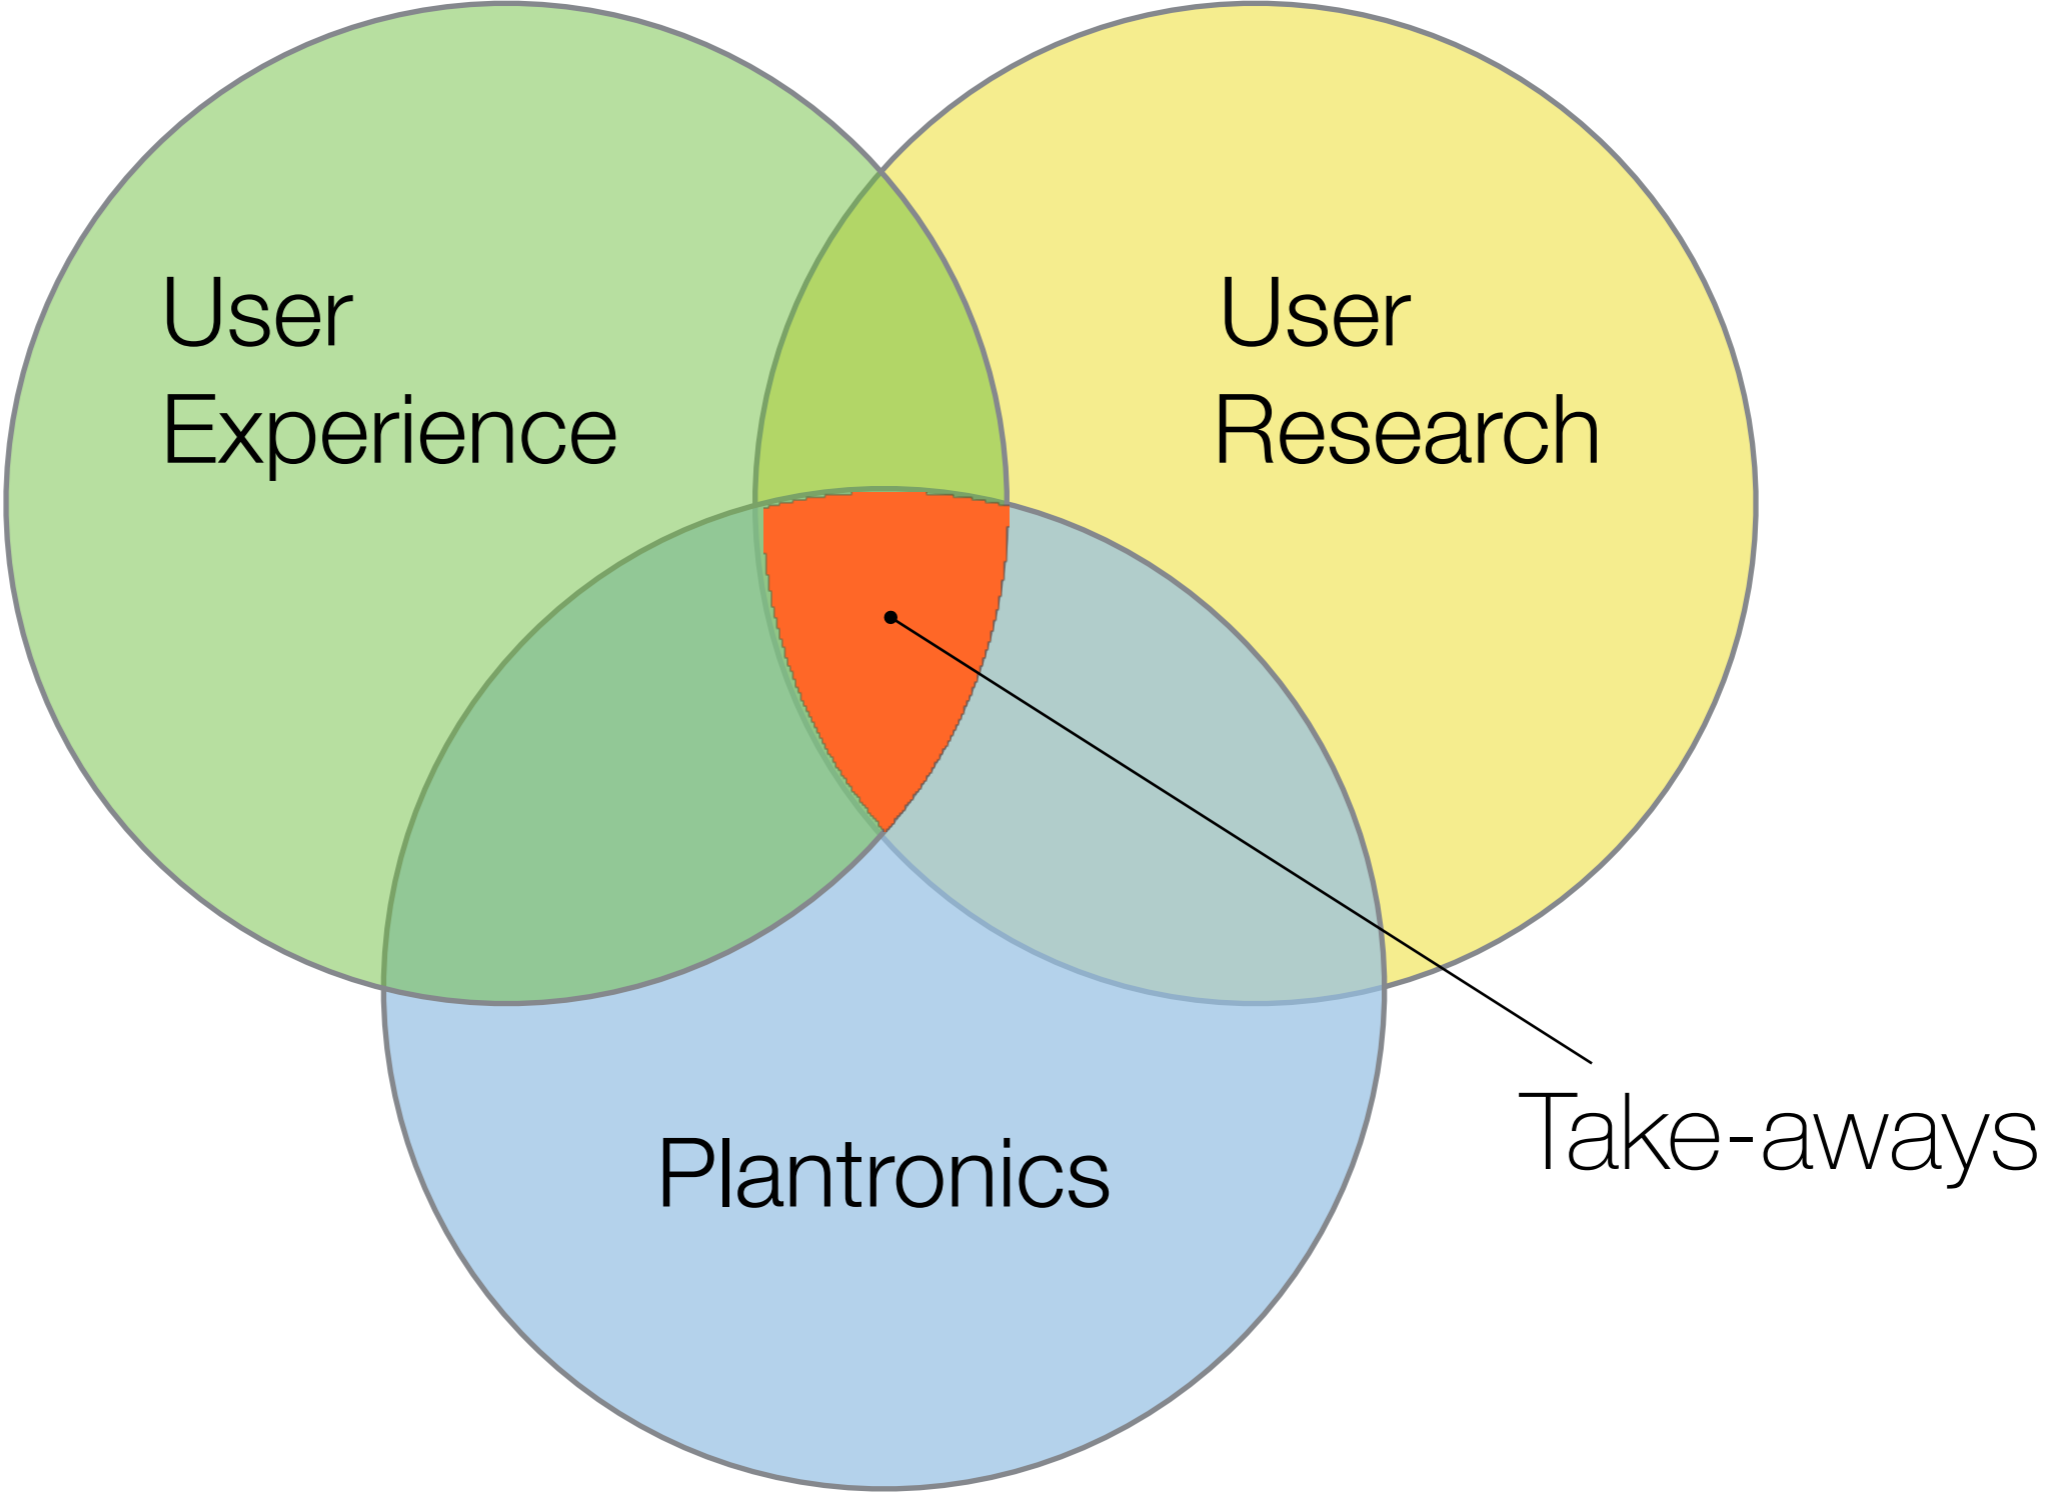 User
Experience
User
Research
Plantronics
Take-aways